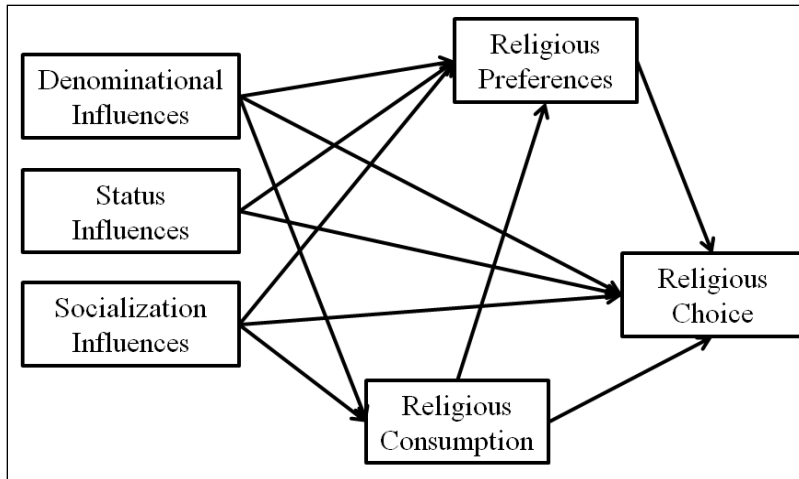 Denominational
Influences
Status
Influences
Socialization
Influences
Religious
Preferences
Religious
Choice
Religious
Consumption